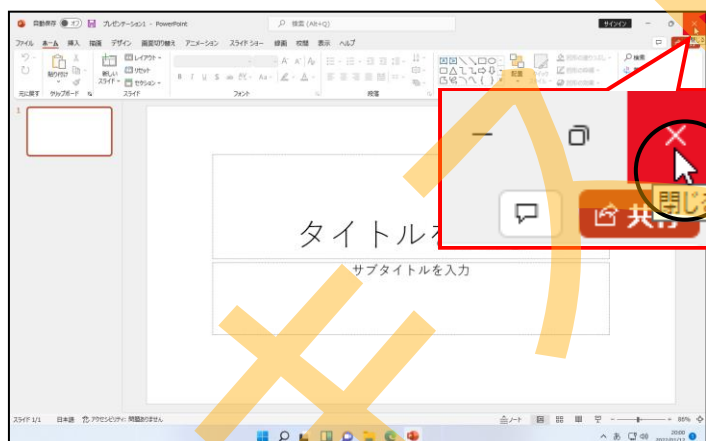 自動保存 オフ プレゼンテーション1 - PowerPoint 検索 (Alt+Q) サインイン
ファイル ホーム 挿入 描画 デザイン 画面切り替え アニメーション スライド ショー 録画 校閲 表示 ヘルプ
貼り付け 新しい スライド レイアウト リセット セクション 配置 検索
B I U S
元に戻す クリップボード スライド フォント 段落
1
共有
閉じ
タイトルを
サブタイトルを入力
スライド 1/1 日本語 アクセシビリティ: 問題ありません ノート 86%
あ 20:00